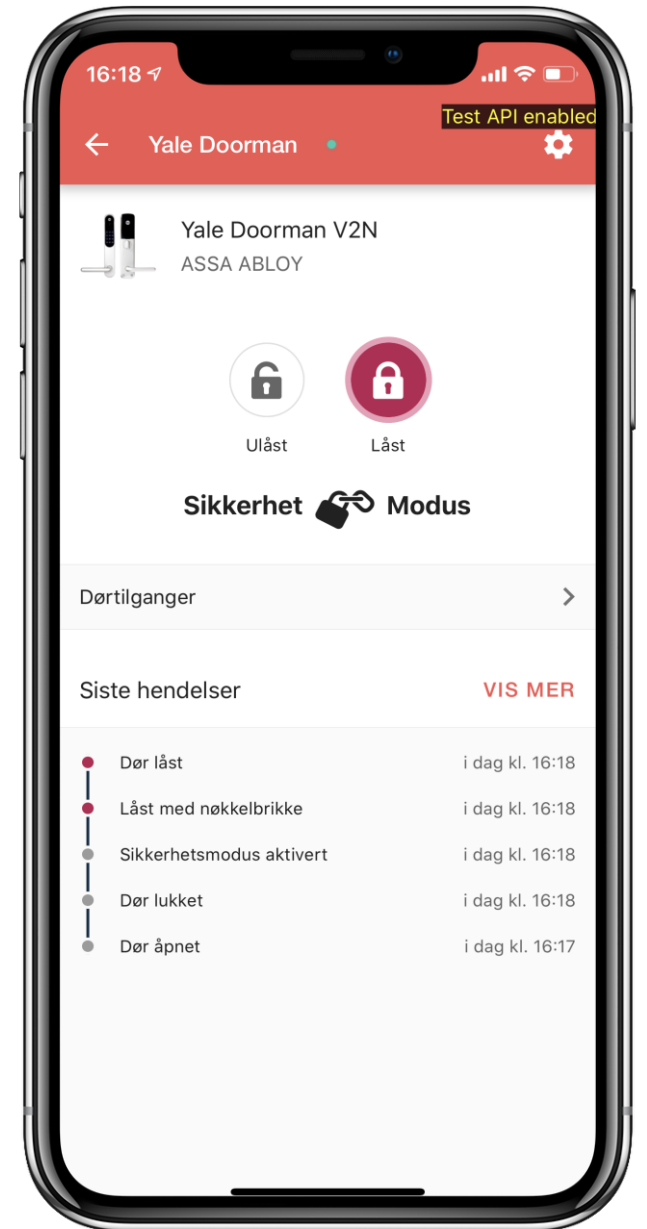 16:18
Test API enabled
Yale Doorman
Yale Doorman V2N
ASSA ABLOY
Ulåst Låst
Sikkerhet Modus
Dørtilganger
Siste hendelser VIS MER
Dør låst i dag kl. 16:18
Låst med nøkkelbrikke i dag kl. 16:18
Sikkerhetsmodus aktivert i dag kl. 16:18
Dør lukket i dag kl. 16:18
Dør åpnet i dag kl. 16:17